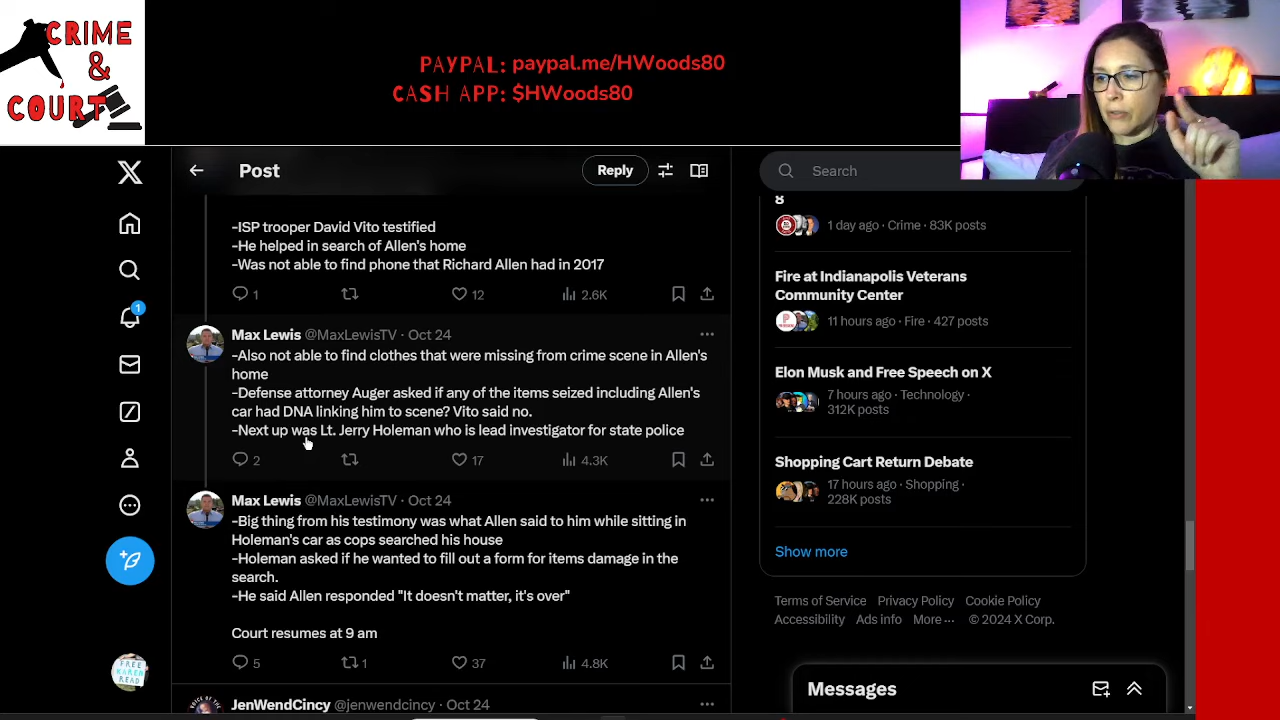 CRIME
&
COURT
PAYPAL: paypal.me/HWoods80
CASH APP: $HWoods80
Post
Reply
Search
-ISP trooper David Vito testified
-He helped in search of Allen's home
-Was not able to find phone that Richard Allen had in 2017
1 12 2.6K
Max Lewis @MaxLewisTV · Oct 24
-Also not able to find clothes that were missing from crime scene in Allen's
home
-Defense attorney Auger asked if any of the items seized including Allen's
car had DNA linking him to scene? Vito said no.
-Next up was Lt. Jerry Holeman who is lead investigator for state police
2 17 4.3K
Max Lewis @MaxLewisTV · Oct 24
-Big thing from his testimony was what Allen said to him while sitting in
Holeman's car as cops searched his house
-Holeman asked if he wanted to fill out a form for items damage in the
search.
-He said Allen responded "It doesn't matter, it's over"
Court resumes at 9 am
5 1 37 4.8K
JenWendCincy @jenwendcincy · Oct 24
8
1 day ago · Crime · 83K posts
Fire at Indianapolis Veterans
Community Center
11 hours ago · Fire · 427 posts
Elon Musk and Free Speech on X
7 hours ago · Technology ·
312K posts
Shopping Cart Return Debate
17 hours ago · Shopping ·
228K posts
Show more
Terms of Service Privacy Policy Cookie Policy
Accessibility Ads info More ··· © 2024 X Corp.
Messages
1
FREE
KAREN
READ